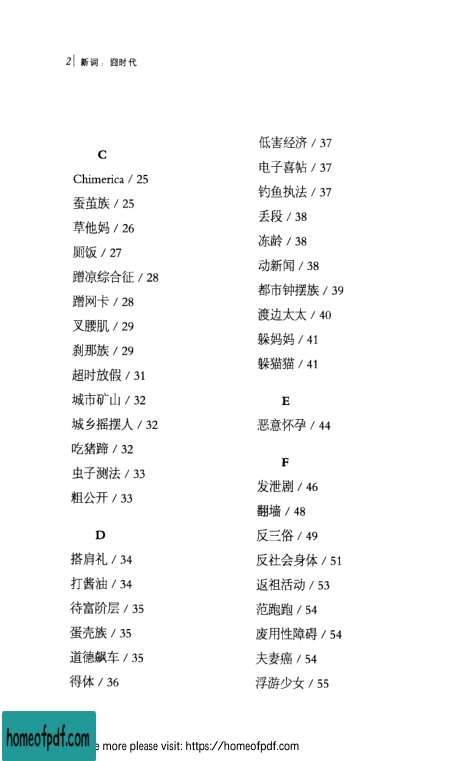 2 新词：囧时代
C
Chimerica / 25
蚕茧族 / 25
草他妈 / 26
厕饭 / 27
蹭凉综合征 / 28
蹭网卡 / 28
叉腰肌 / 29
刹那族 / 29
超时放假 / 31
城市矿山 / 32
城乡摇摆人 / 32
吃猪蹄 / 32
虫子测法 / 33
粗公开 / 33
D
搭肩礼 / 34
打酱油 / 34
待富阶层 / 35
蛋壳族 / 35
道德飙车 / 35
得体 / 36
低害经济 / 37
电子喜帖 / 37
钓鱼执法 / 37
丢段 / 38
冻龄 / 38
动新闻 / 38
都市钟摆族 / 39
渡边太太 / 40
躲妈妈 / 41
躲猫猫 / 41
E
恶意怀孕 / 44
F
发泄剧 / 46
翻墙 / 48
反三俗 / 49
反社会身体 / 51
返祖活动 / 53
范跑跑 / 54
废用性障碍 / 54
夫妻癌 / 54
浮游少女 / 55
homeofpdf.com
e more please visit: https://homeofpdf.com